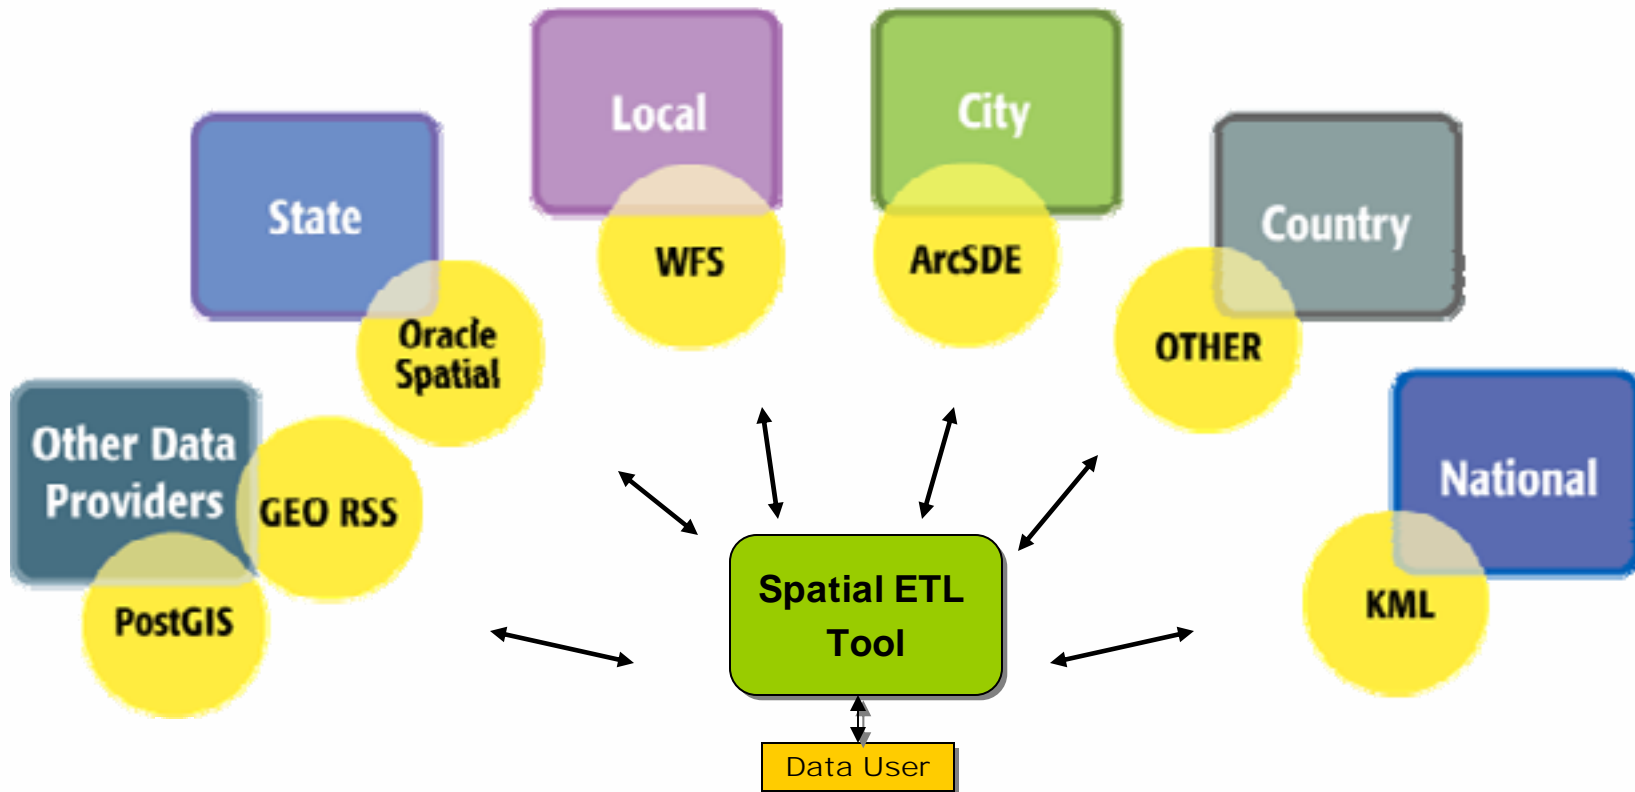 Local
WFS
City
ArcSDE
State
Oracle
Spatial
Country
OTHER
Other Data
Providers
GEO RSS
PostGIS
National
KML
Spatial ETL
Tool
Data User